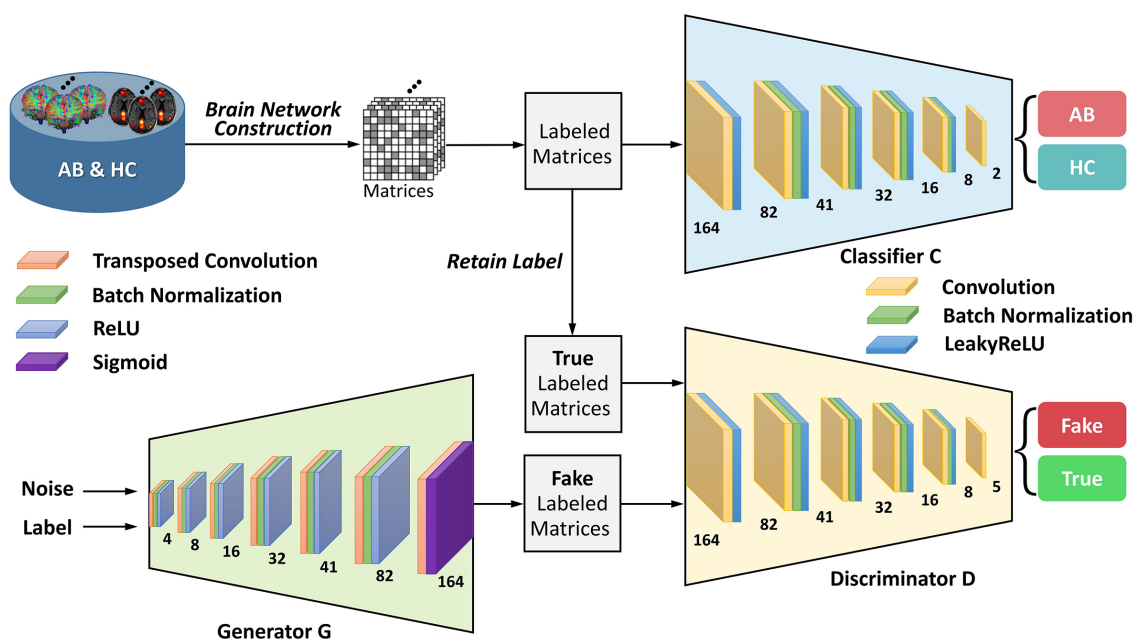 AB & HC
Brain Network
Construction
Matrices
Labeled
Matrices
164
82
41
32
16
8
2
Classifier C
AB
HC
Transposed Convolution
Batch Normalization
ReLU
Sigmoid
Retain Label
Convolution
Batch Normalization
LeakyReLU
True
Labeled
Matrices
Noise
Label
4
8
16
32
41
82
164
Generator G
Fake
Labeled
Matrices
164
82
41
32
16
8
5
Discriminator D
Fake
True